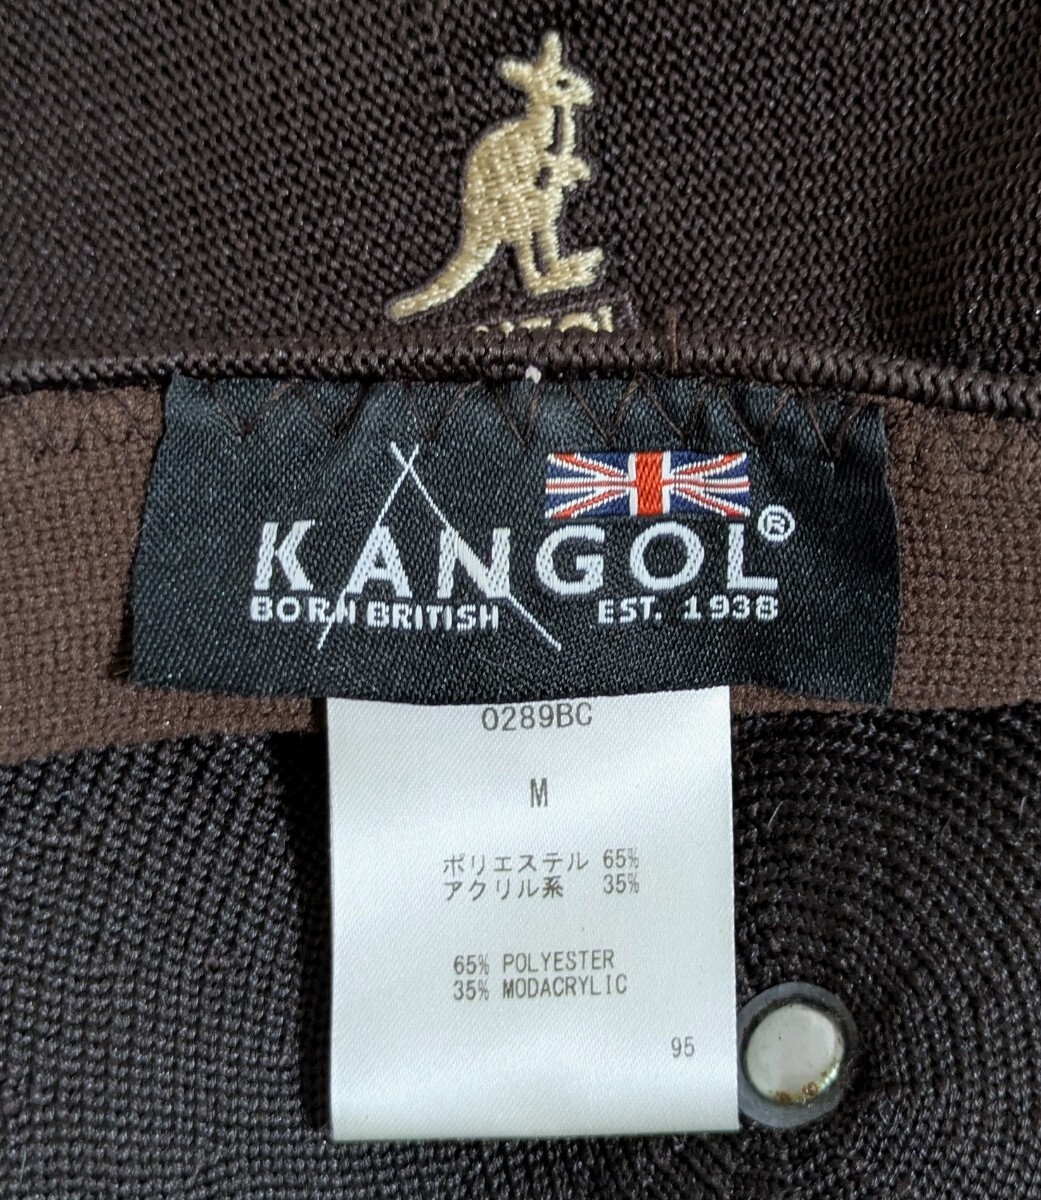 KANGOL®
BORN BRITISH EST. 1938
0289BC
M
ポリエステル 65%
アクリル系 35%
65% POLYESTER
35% MODACRYLIC
95